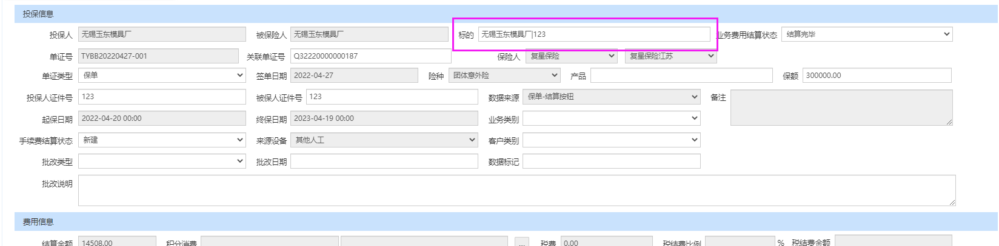 投保信息
投保人 无锡玉东模具厂 被保险人 无锡玉东模具厂 标的 无锡玉东模具厂|123 业务费用结算状态 结算完毕
单证号 TYBB20220427-001 关联单证号 Q32220000000187 保险人 复星保险 复星保险江苏
单证类型 保单 签单日期 2022-04-27 险种 团体意外险 产品 保额 300000.00
投保人证件号 123 被保人证件号 123 数据来源 保单-结算按钮 备注
起保日期 2022-04-20 00:00 终保日期 2023-04-19 00:00 业务类别
手续费结算状态 新建 来源设备 其他人工 客户类别
批改类型 批改日期 数据标记
批改说明
费用信息
结算金额 14508.00 积分消费 ... 税费 0.00 税结费比例 % 税结费金额